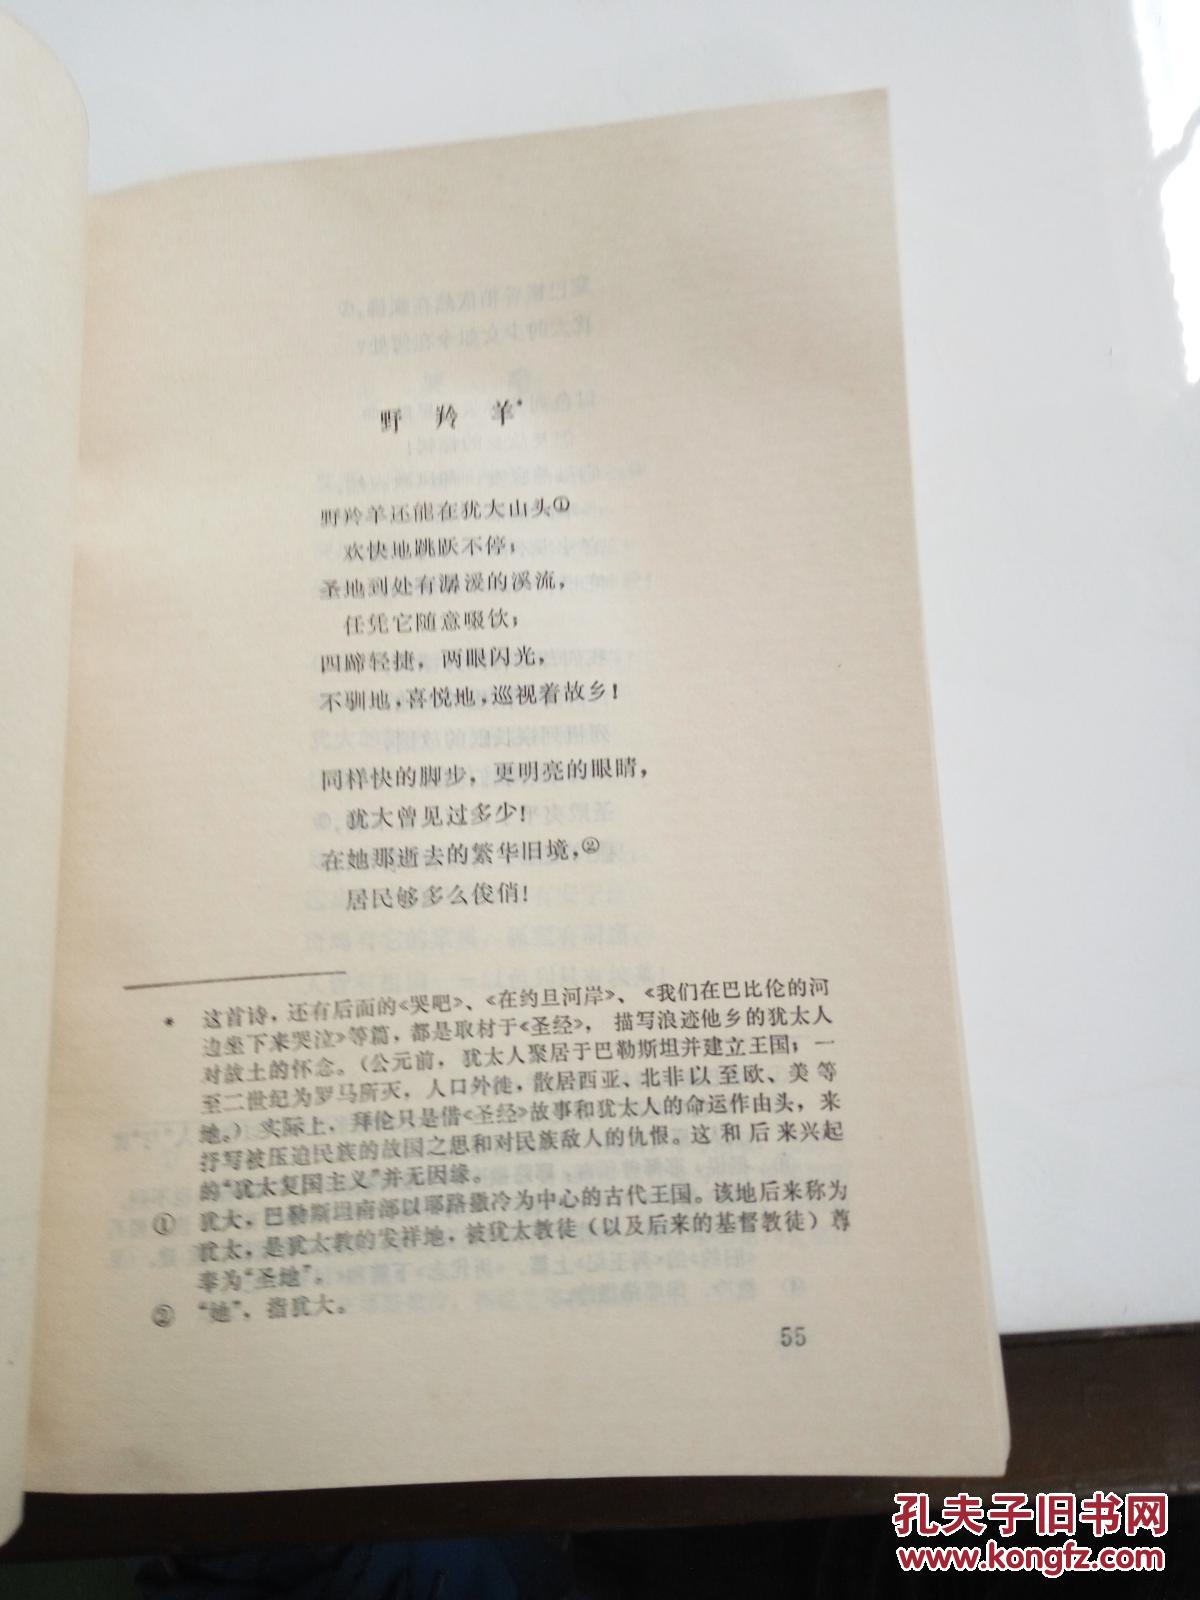 野羚羊*
野羚羊还能在犹大山头①
欢快地跳跃不停；
圣地到处有潺湲的溪流，
任凭它随意啜饮；
四蹄轻捷，两眼闪光，
不驯地，喜悦地，巡视着故乡！
同样快的脚步，更明亮的眼睛，
犹大曾见过多少！
在她那逝去的繁华旧境，②
居民够多么俊俏！
* 这首诗，还有后面的《哭吧》、《在约旦河岸》、《我们在巴比伦的河
边坐下来哭泣》等篇，都是取材于《圣经》，描写浪迹他乡的犹太人
对故土的怀念。（公元前，犹太人聚居于巴勒斯坦并建立王国；一
至二世纪为罗马所灭，人口外徙，散居西亚、北非以至欧、美等
地。）实际上，拜伦只是借《圣经》故事和犹太人的命运作由头，来
抒写被压迫民族的故国之思和对民族敌人的仇恨。这和后来兴起
的“犹太复国主义”并无因缘。
① 犹大，巴勒斯坦南部以耶路撒冷为中心的古代王国。该地后来称为
犹太，是犹太教的发祥地，被犹太教徒（以及后来的基督教徒）尊
奉为“圣地”。
② “她”，指犹大。
55
孔夫子旧书网
www.kongfz.com